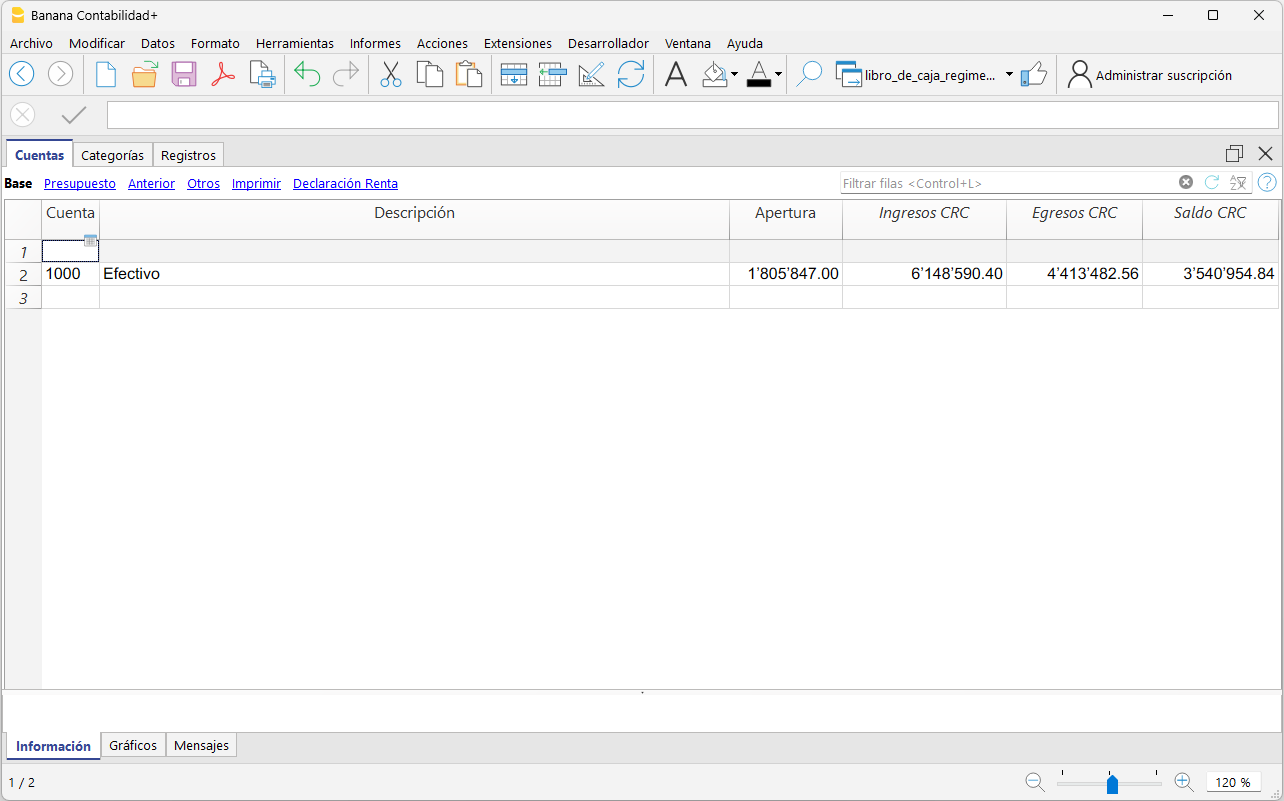 Banana Contabilidad+
Archivo Modificar Datos Formato Herramientas Informes Acciones Extensiones Desarrollador Ventana Ayuda
libro_de_caja_regime... Administrar suscripción
Cuentas Categorías Registros
Base Presupuesto Anterior Otros Imprimir Declaración Renta Filtrar filas <Control+L>
Cuenta Descripción Apertura Ingresos CRC Egresos CRC Saldo CRC
1
2 1000 Efectivo 1’805’847.00 6’148’590.40 4’413’482.56 3’540’954.84
3
Información Gráficos Mensajes
1 / 2 120 %